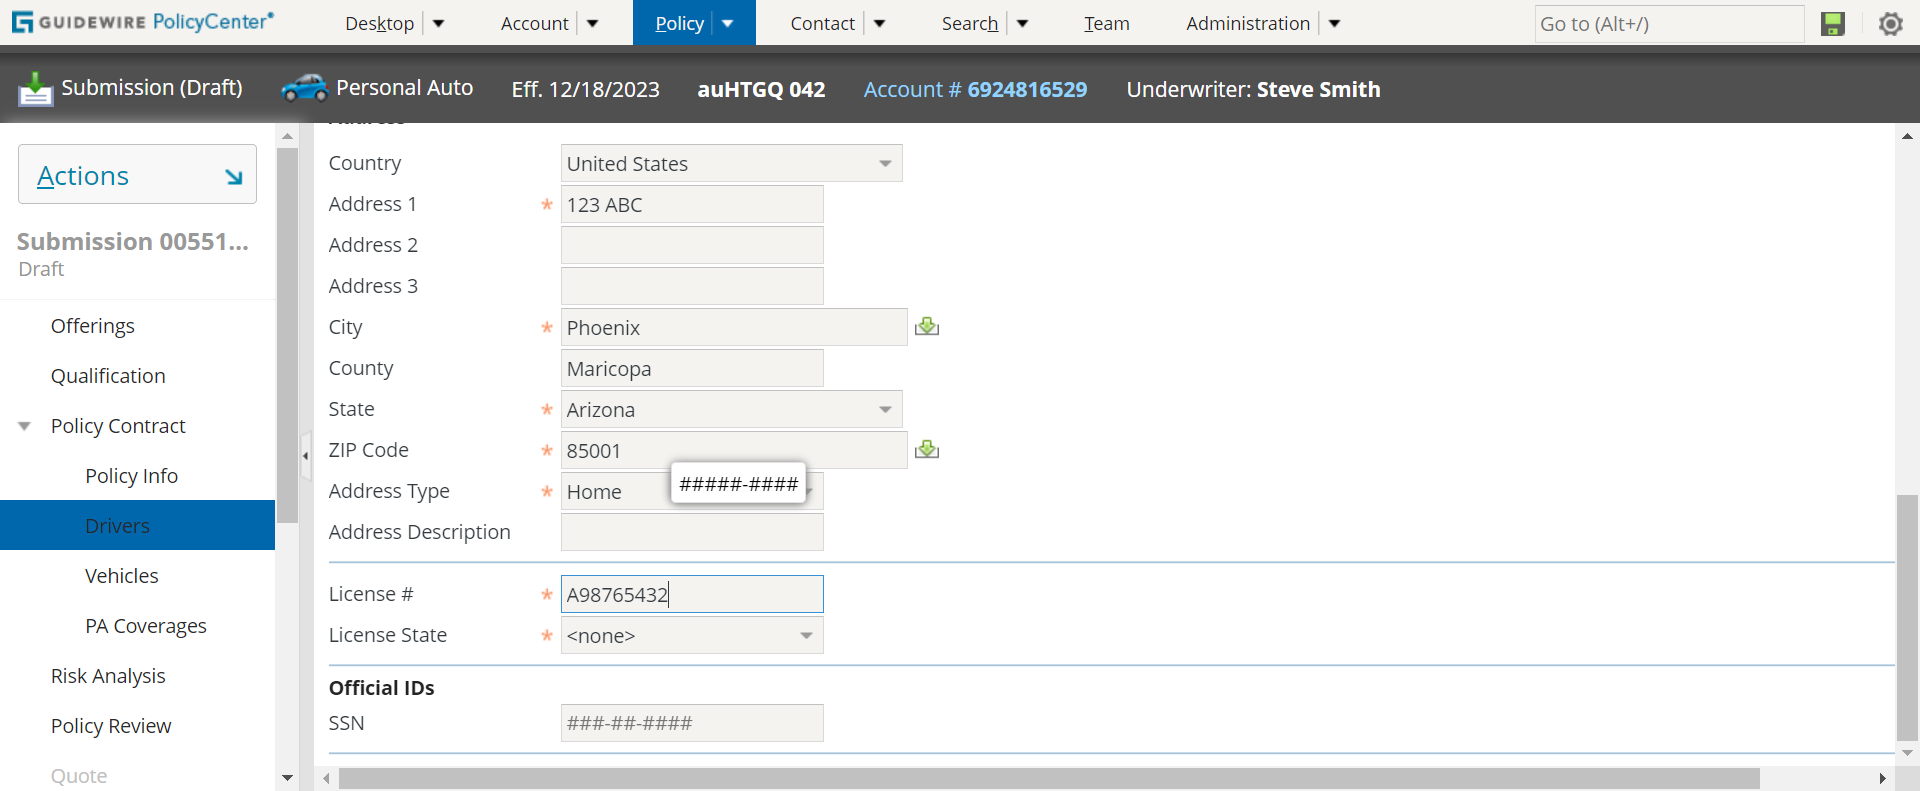 GUIDEWIRE PolicyCenter®
Desktop
Account
Policy
Contact
Search
Team
Administration
Go to (Alt+/)
Submission (Draft)
Personal Auto
Eff. 12/18/2023
auHTGQ 042
Account # 6924816529
Underwriter: Steve Smith
Actions
Submission 00551...
Draft
Offerings
Qualification
Policy Contract
Policy Info
Drivers
Vehicles
PA Coverages
Risk Analysis
Policy Review
Quote
Address
Country United States
Address 1 * 123 ABC
Address 2
Address 3
City * Phoenix
County Maricopa
State * Arizona
ZIP Code * 85001
#####-####
Address Type * Home
Address Description
License # * A98765432
License State * <none>
Official IDs
SSN ###-##-####